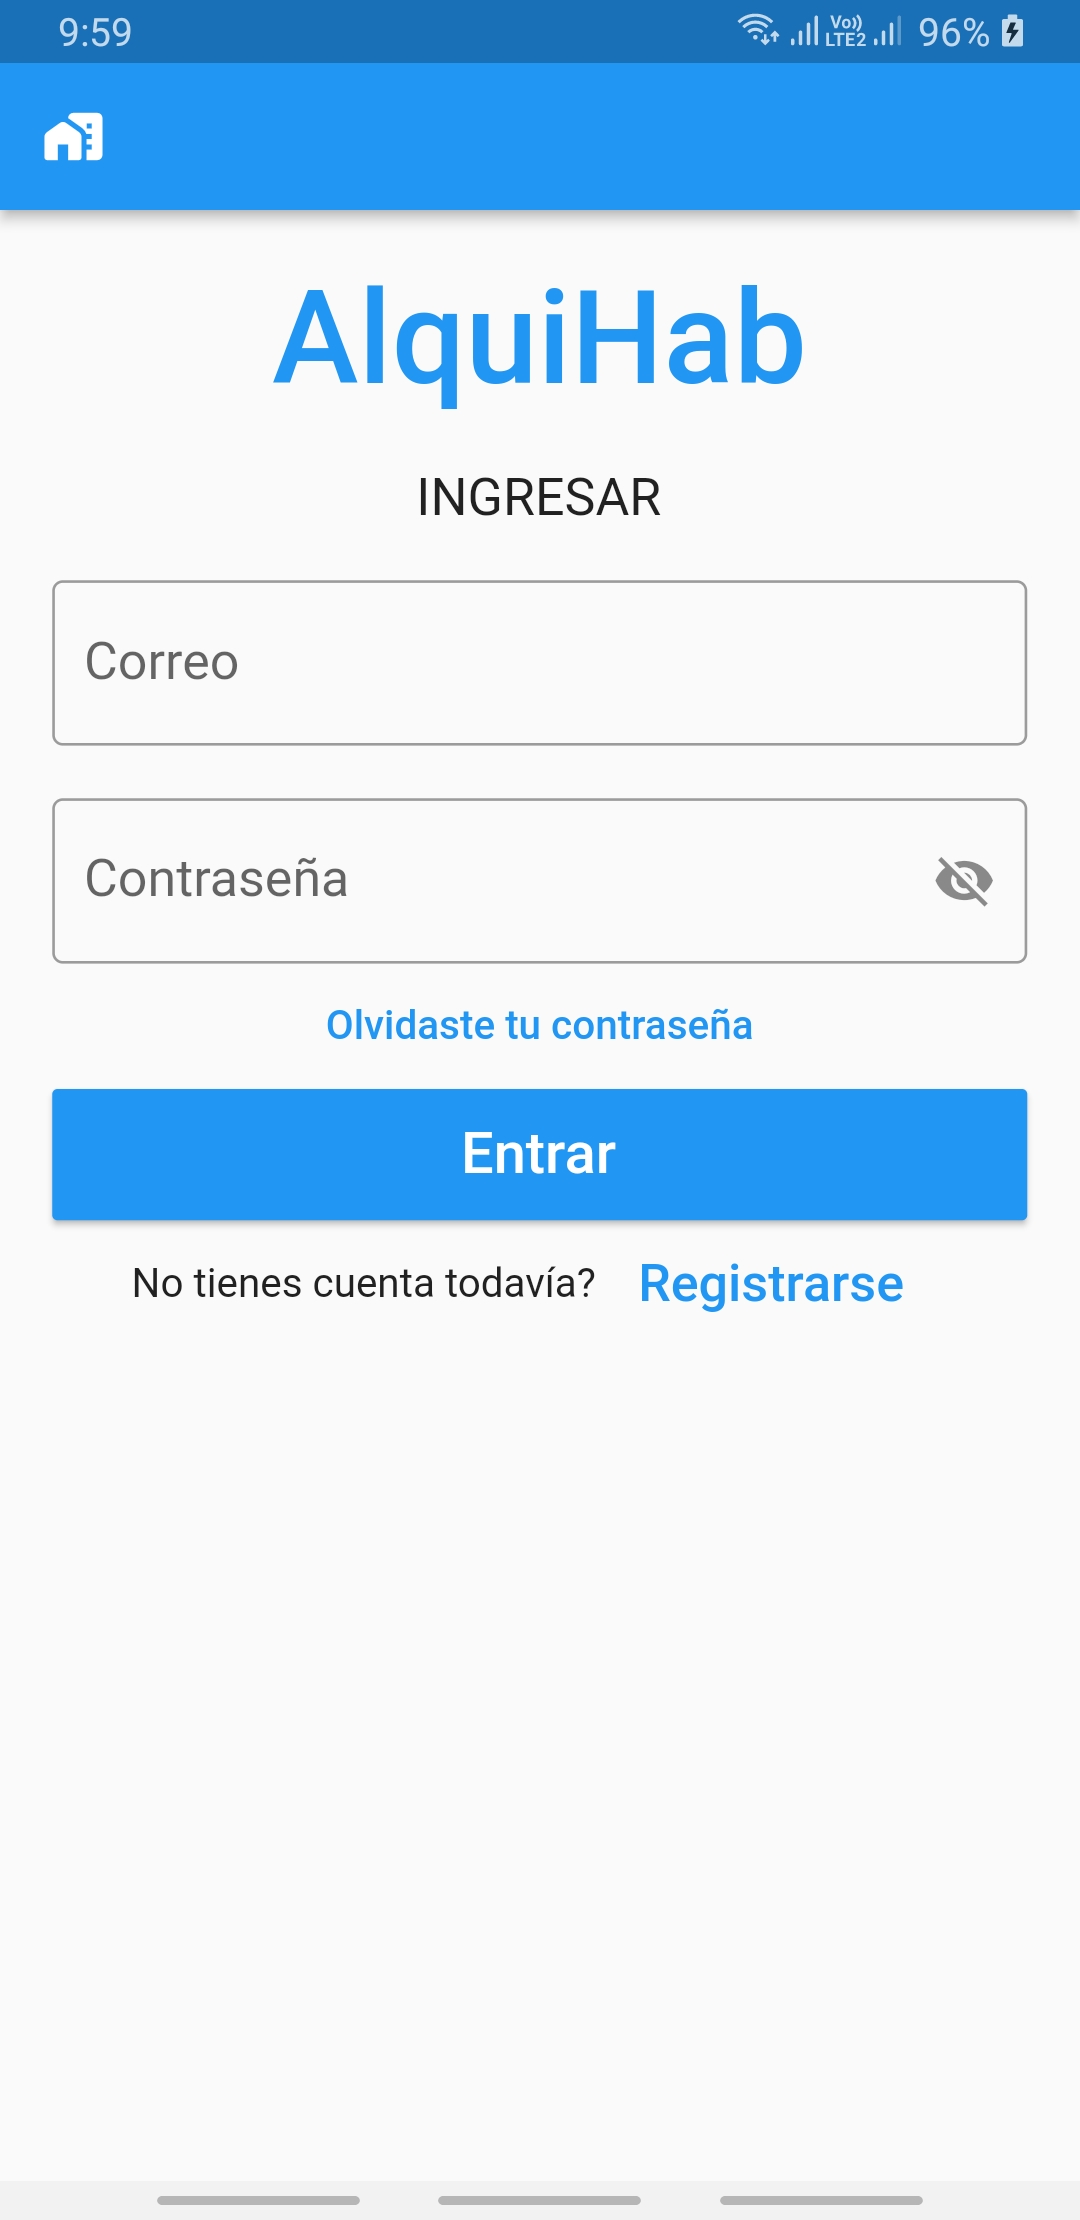 9:59
Vo)) LTE2 96%
AlquiHab
INGRESAR
Correo
Contraseña
Olvidaste tu contraseña
Entrar
No tienes cuenta todavía? Registrarse